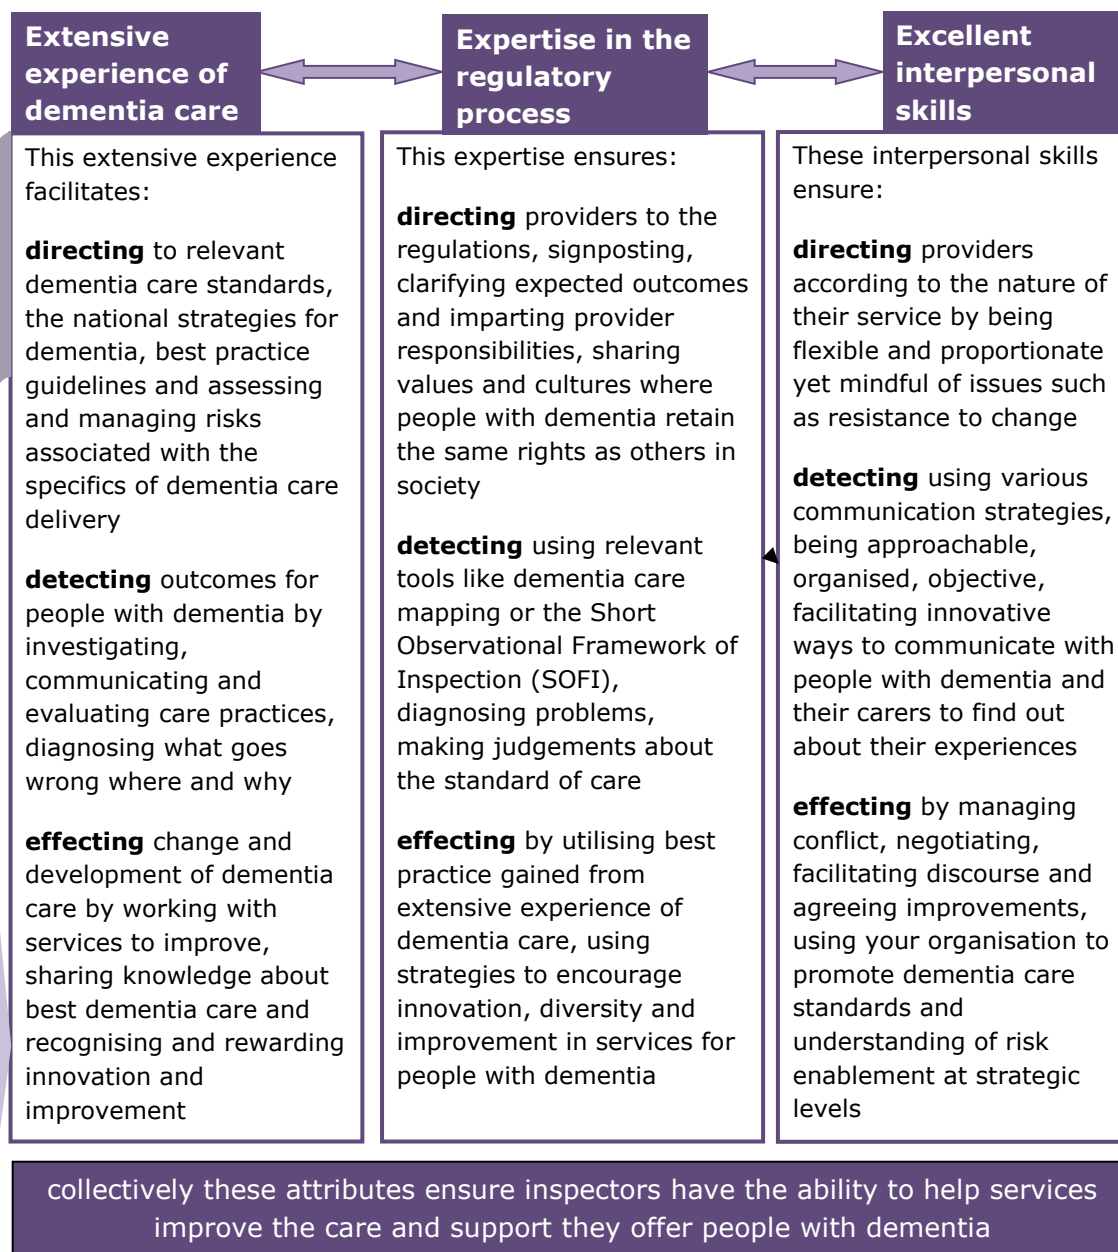 Extensive
experience of
dementia care
Expertise in the
regulatory
process
Excellent
interpersonal
skills
This extensive experience
facilitates:
directing to relevant
dementia care standards,
the national strategies for
dementia, best practice
guidelines and assessing
and managing risks
associated with the
specifics of dementia care
delivery
detecting outcomes for
people with dementia by
investigating,
communicating and
evaluating care practices,
diagnosing what goes
wrong where and why
effecting change and
development of dementia
care by working with
services to improve,
sharing knowledge about
best dementia care and
recognising and rewarding
innovation and
improvement
This expertise ensures:
directing providers to the
regulations, signposting,
clarifying expected outcomes
and imparting provider
responsibilities, sharing
values and cultures where
people with dementia retain
the same rights as others in
society
detecting using relevant
tools like dementia care
mapping or the Short
Observational Framework of
Inspection (SOFI),
diagnosing problems,
making judgements about
the standard of care
effecting by utilising best
practice gained from
extensive experience of
dementia care, using
strategies to encourage
innovation, diversity and
improvement in services for
people with dementia
These interpersonal skills
ensure:
directing providers
according to the nature of
their service by being
flexible and proportionate
yet mindful of issues such
as resistance to change
detecting using various
communication strategies,
being approachable,
organised, objective,
facilitating innovative
ways to communicate with
people with dementia and
their carers to find out
about their experiences
effecting by managing
conflict, negotiating,
facilitating discourse and
agreeing improvements,
using your organisation to
promote dementia care
standards and
understanding of risk
enablement at strategic
levels
collectively these attributes ensure inspectors have the ability to help services
improve the care and support they offer people with dementia